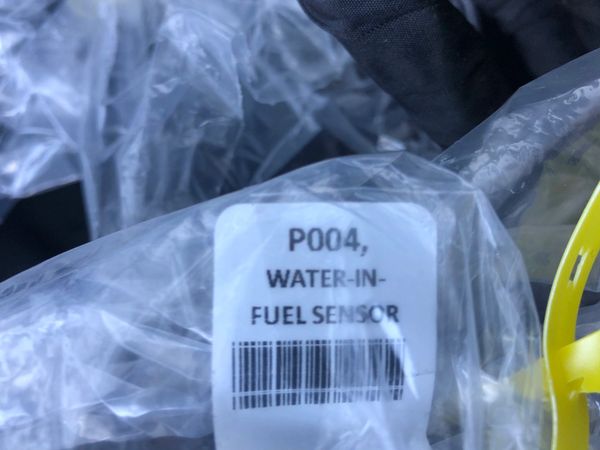 P004,
WATER-IN-
FUEL SENSOR